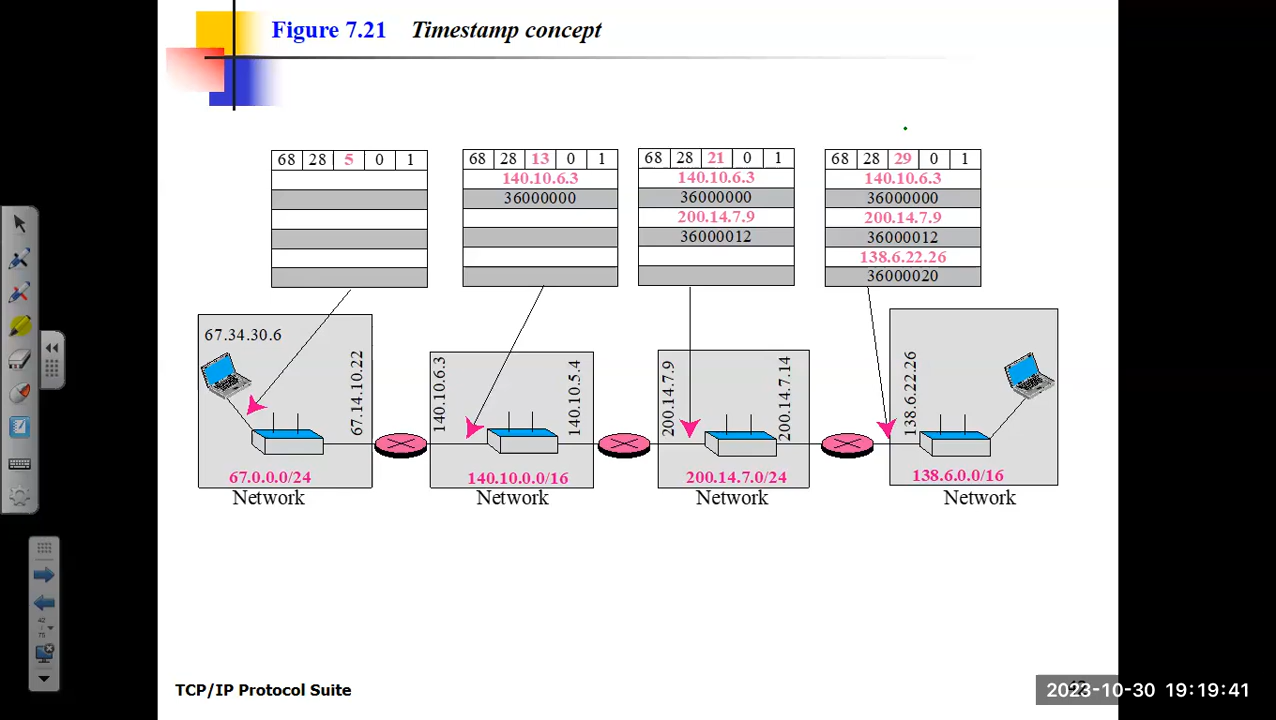 Figure 7.21 Timestamp concept
68 28 5 0 1
68 28 13 0 1
140.10.6.3
36000000
68 28 21 0 1
140.10.6.3
36000000
200.14.7.9
36000012
68 28 29 0 1
140.10.6.3
36000000
200.14.7.9
36000012
138.6.22.26
36000020
67.34.30.6
67.14.10.22
67.0.0.0/24
Network
140.10.6.3
140.10.5.4
140.10.0.0/16
Network
200.14.7.9
200.14.7.14
200.14.7.0/24
Network
138.6.22.26
138.6.0.0/16
Network
TCP/IP Protocol Suite
2023-10-30 19:19:41